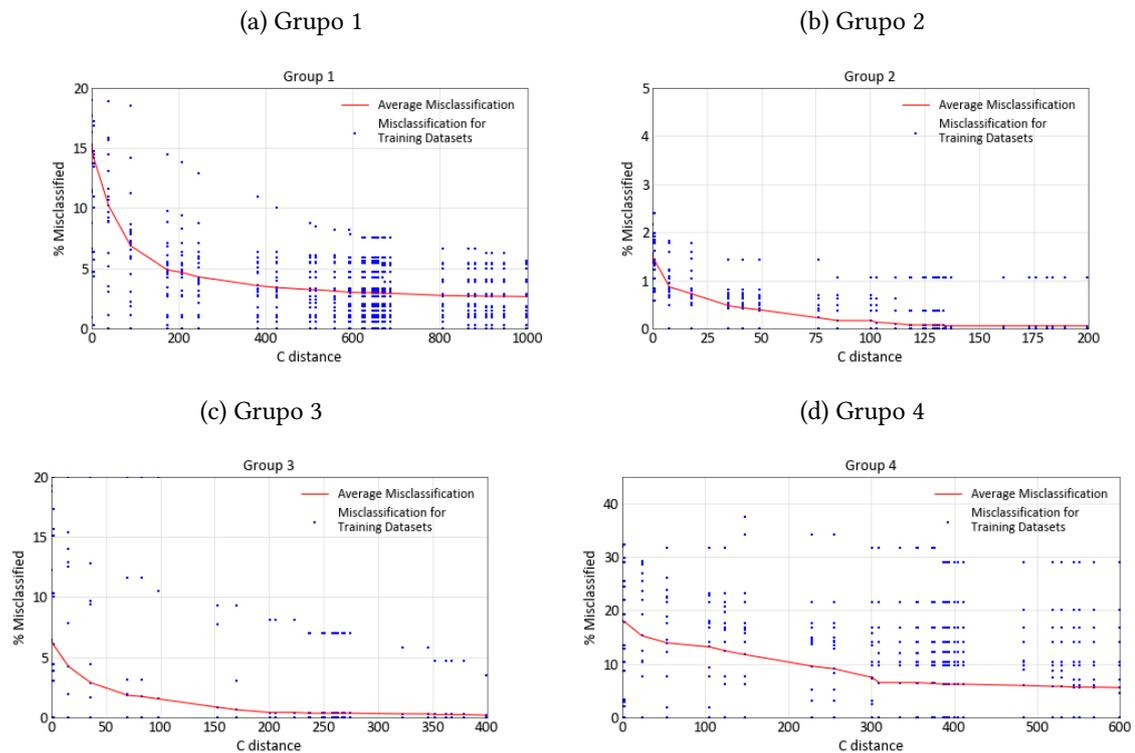 (a) Grupo 1
Group 1
% Misclassified
20
15
10
5
0
Average Misclassification
Misclassification for
Training Datasets
0 200 400 600 800 1000
C distance
(b) Grupo 2
Group 2
% Misclassified
5
4
3
2
1
0
Average Misclassification
Misclassification for
Training Datasets
0 25 50 75 100 125 150 175 200
C distance
(c) Grupo 3
Group 3
% Misclassified
20
15
10
5
0
Average Misclassification
Misclassification for
Training Datasets
0 50 100 150 200 250 300 350 400
C distance
(d) Grupo 4
Group 4
% Misclassified
40
30
20
10
0
Average Misclassification
Misclassification for
Training Datasets
0 100 200 300 400 500 600
C distance